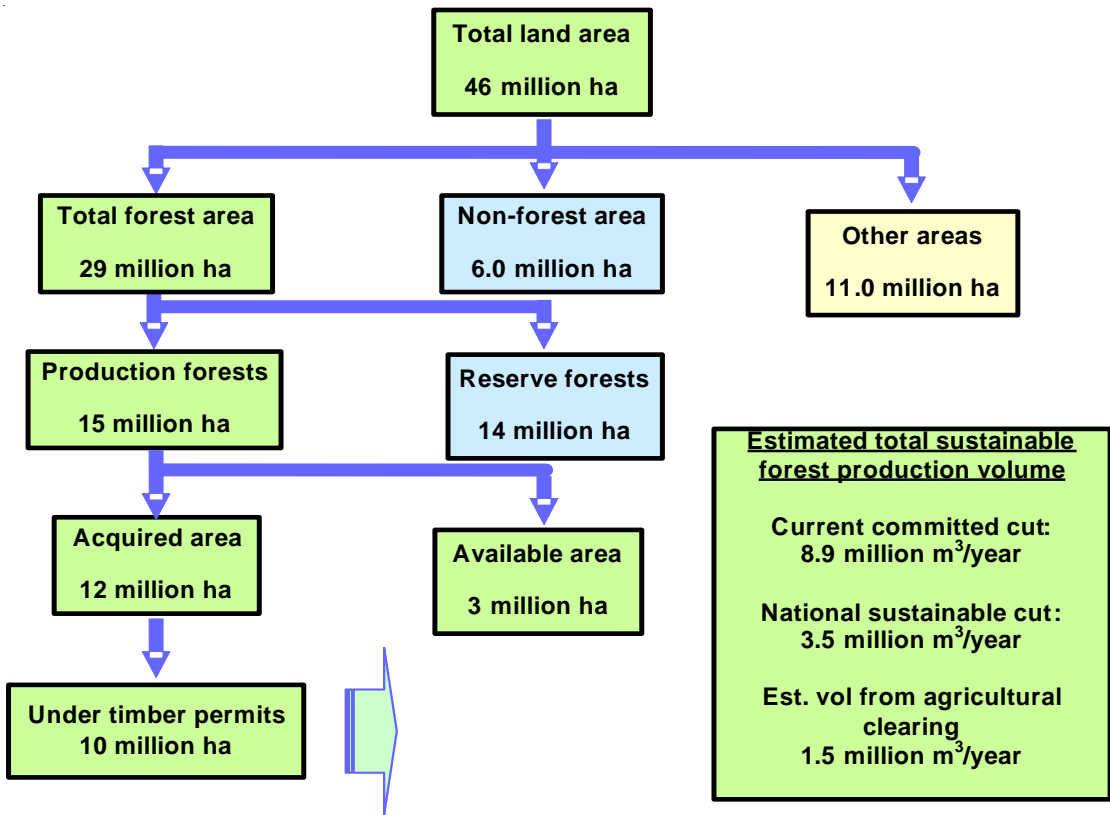 Total land area
46 million ha
Total forest area
29 million ha
Non-forest area
6.0 million ha
Other areas
11.0 million ha
Production forests
15 million ha
Reserve forests
14 million ha
Acquired area
12 million ha
Available area
3 million ha
Under timber permits
10 million ha
Estimated total sustainable
forest production volume
Current committed cut:
8.9 million m³/year
National sustainable cut:
3.5 million m³/year
Est. vol from agricultural
clearing
1.5 million m³/year